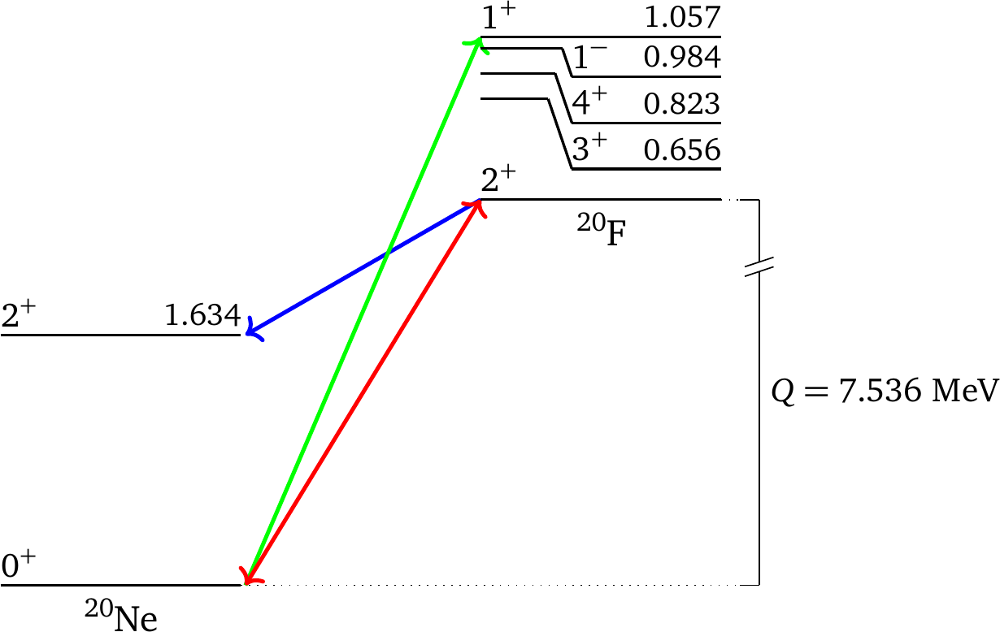 1⁺ 1.057
1⁻ 0.984
4⁺ 0.823
3⁺ 0.656
2⁺
²⁰F
2⁺ 1.634
Q = 7.536 MeV
0⁺
²⁰Ne